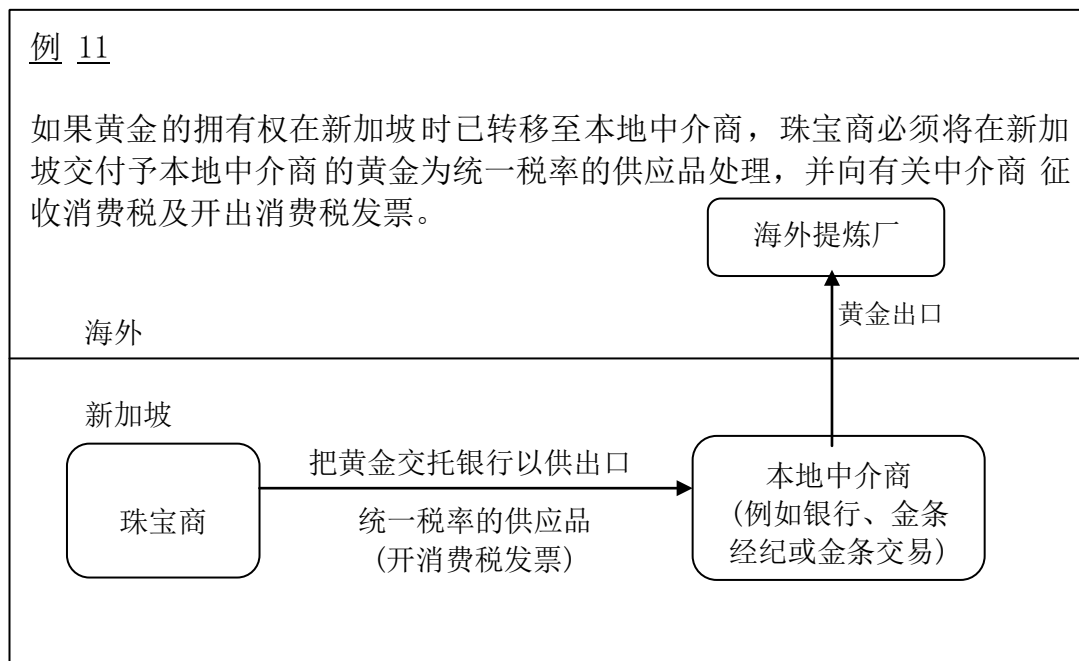 例 11
如果黄金的拥有权在新加坡时已转移至本地中介商，珠宝商必须将在新加
坡交付予本地中介商的黄金为统一税率的供应品处理，并向有关中介商 征
收消费税及开出消费税发票。
海外提炼厂
黄金出口
海外
新加坡
把黄金交托银行以供出口
珠宝商
统一税率的供应品
(开消费税发票)
本地中介商
(例如银行、金条
经纪或金条交易)